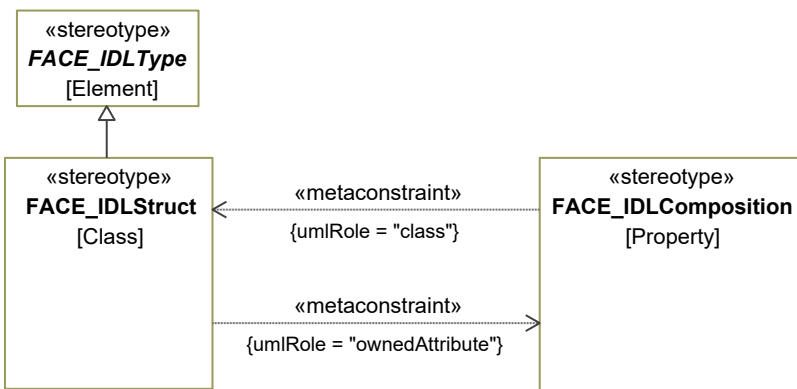 «stereotype»
FACE_IDLType
[Element]
«stereotype»
FACE_IDLStruct
[Class]
«metaconstraint»
{umlRole = "class"}
«metaconstraint»
{umlRole = "ownedAttribute"}
«stereotype»
FACE_IDLComposition
[Property]